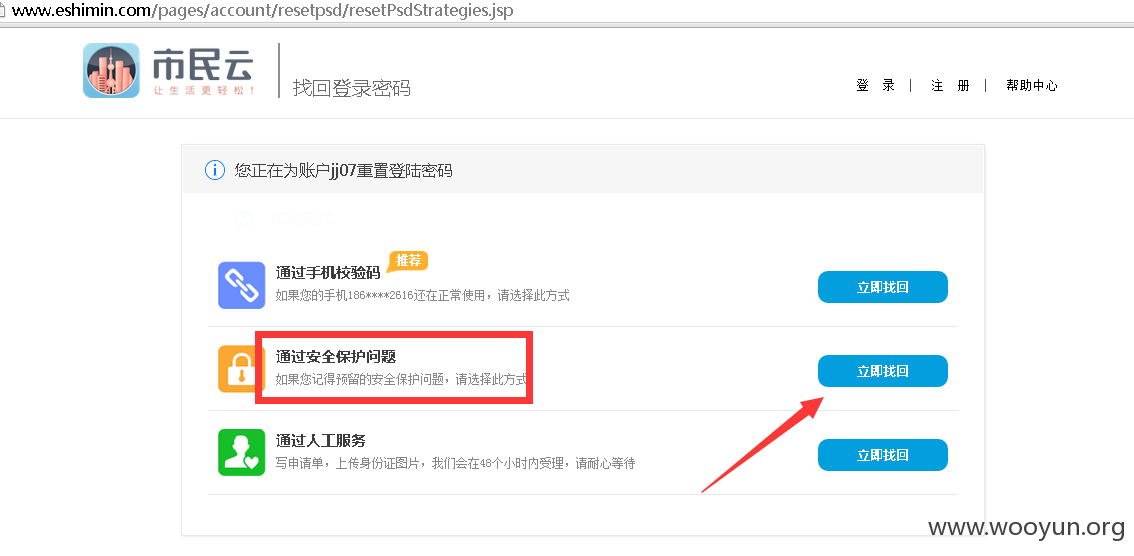 www.eshimin.com/pages/account/resetpsd/resetPsdStrategies.jsp
市民云
让生活更轻松！
找回登录密码
登 录 | 注 册 | 帮助中心
您正在为账户jj07重置登陆密码
通过手机校验码 推荐
如果您的手机186****2616还在正常使用，请选择此方式
立即找回
通过安全保护问题
如果您记得预留的安全保护问题，请选择此方式
立即找回
通过人工服务
写申请单，上传身份证图片，我们会在48个小时内受理，请耐心等待
立即找回
www.wooyun.org